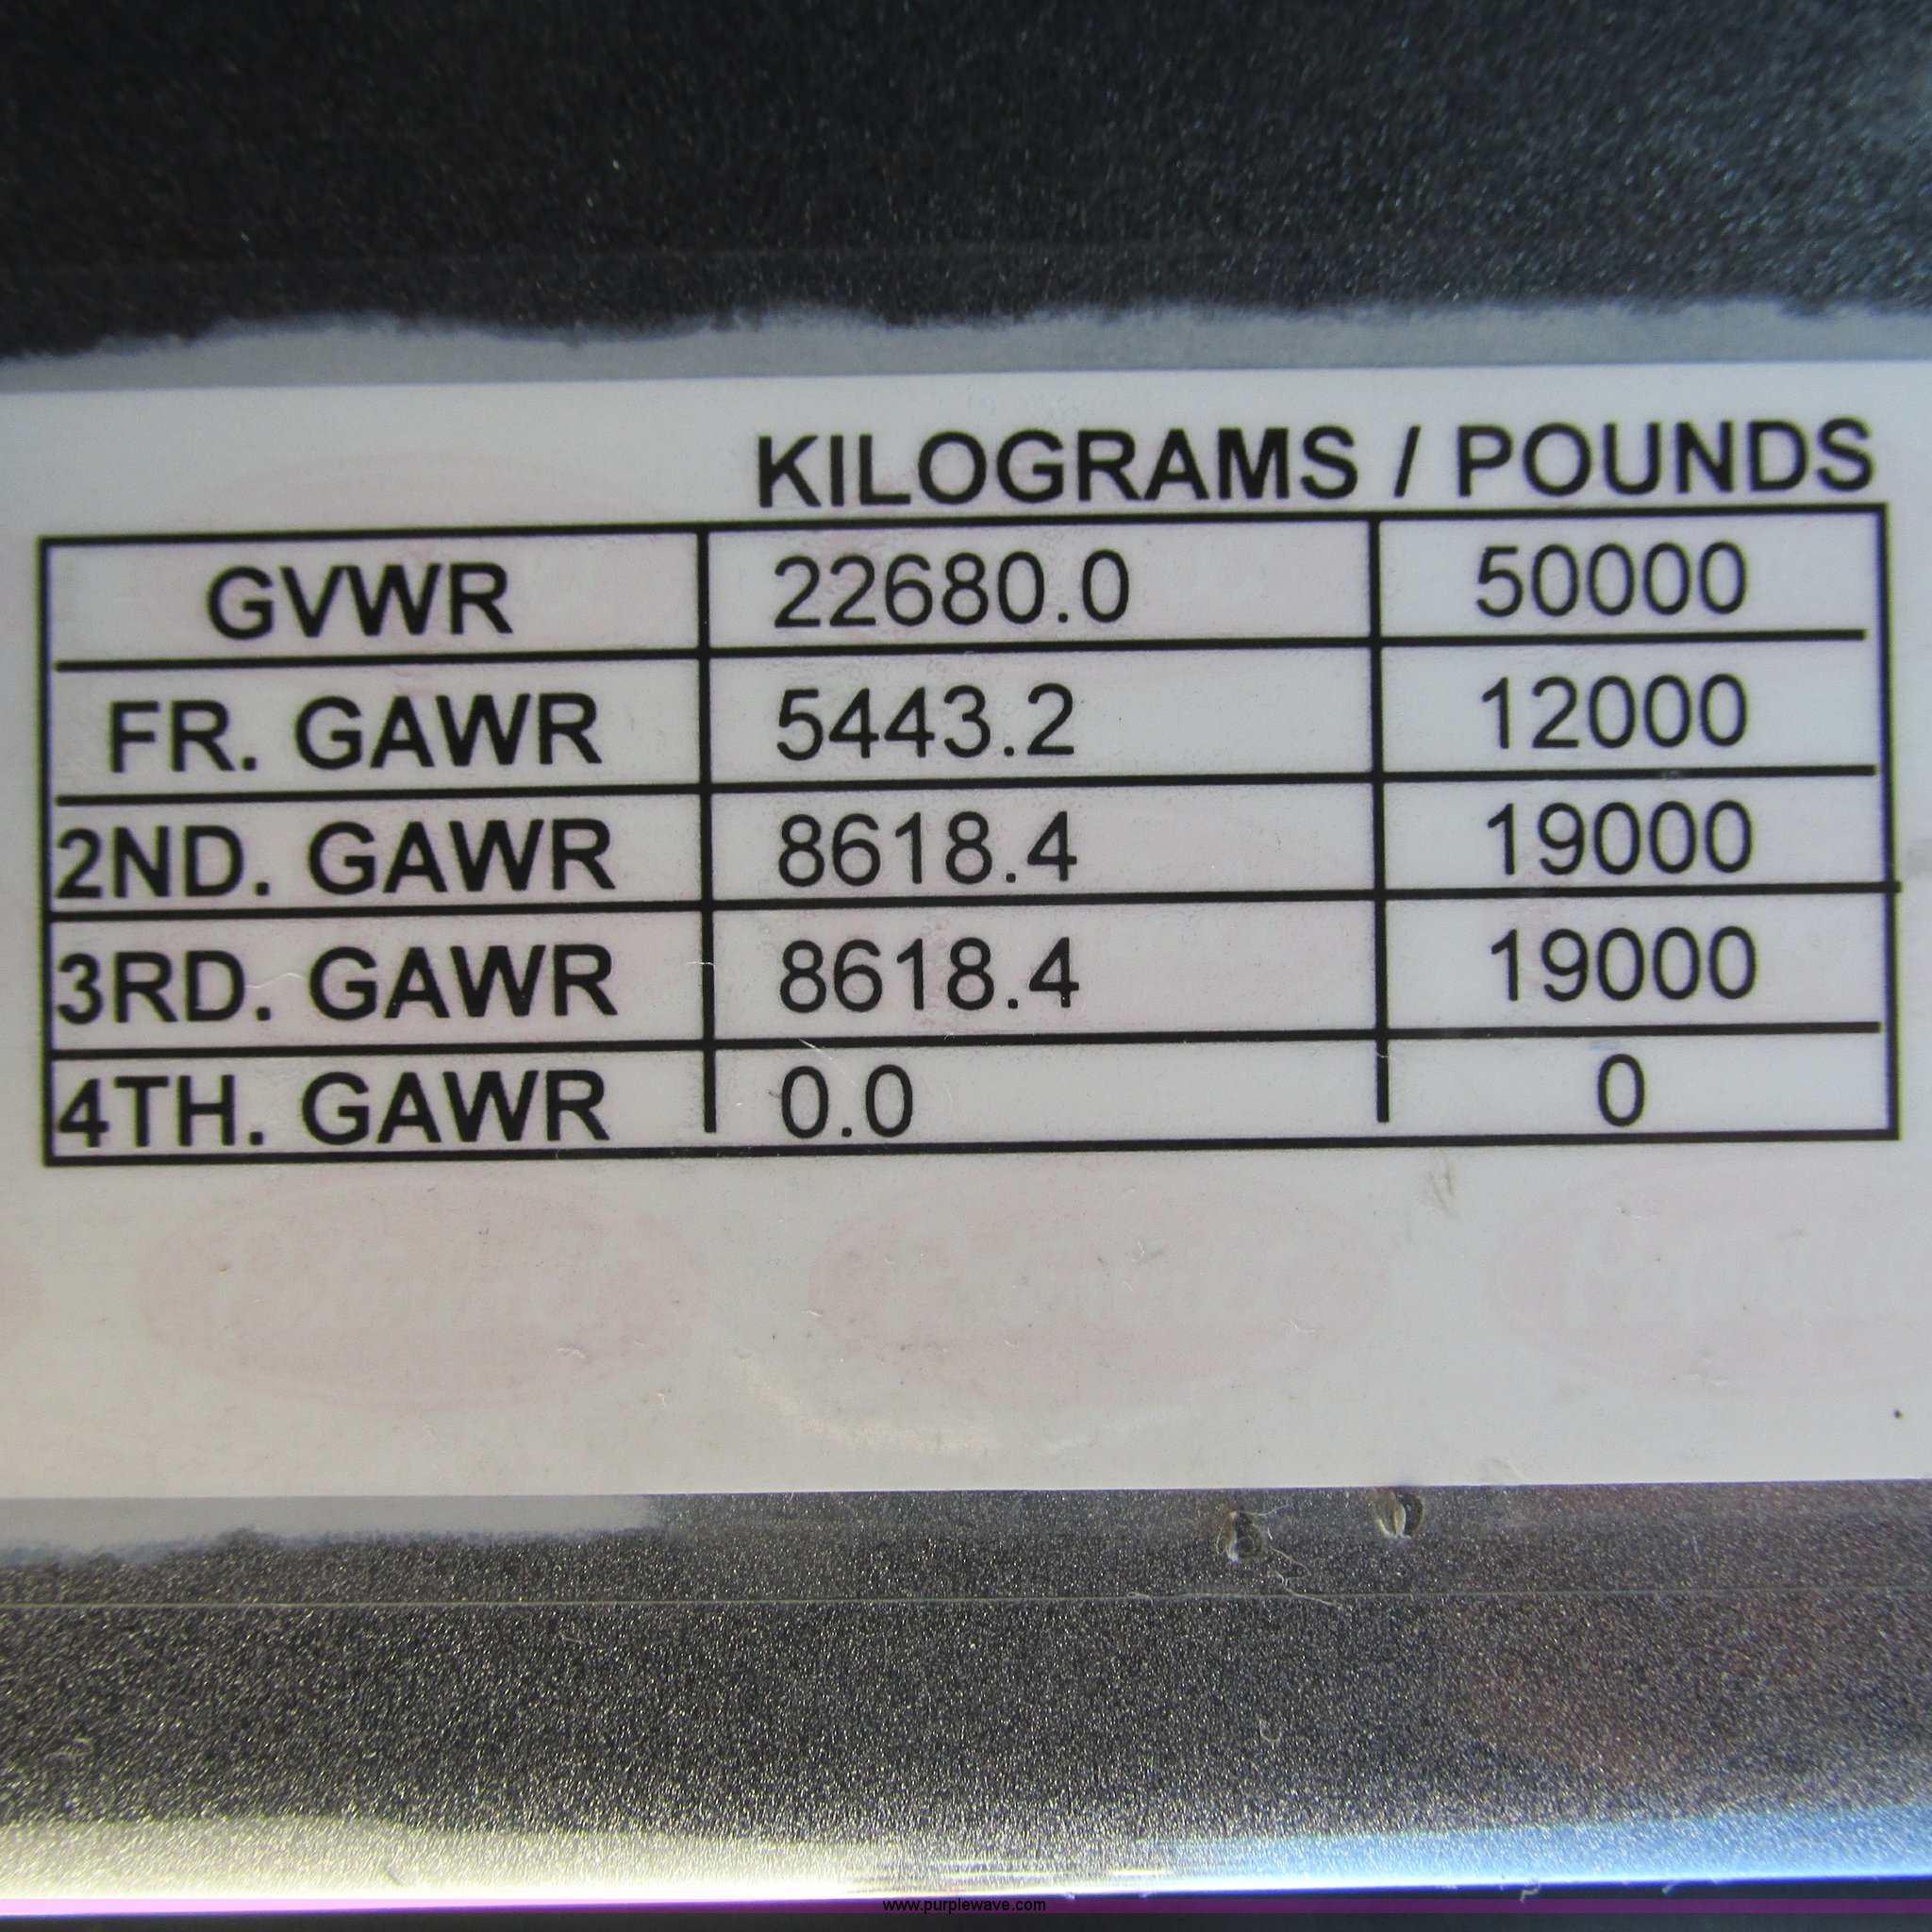 KILOGRAMS / POUNDS
GVWR 22680.0 50000
FR. GAWR 5443.2 12000
2ND. GAWR 8618.4 19000
3RD. GAWR 8618.4 19000
4TH. GAWR 0.0 0
www.purplewave.com